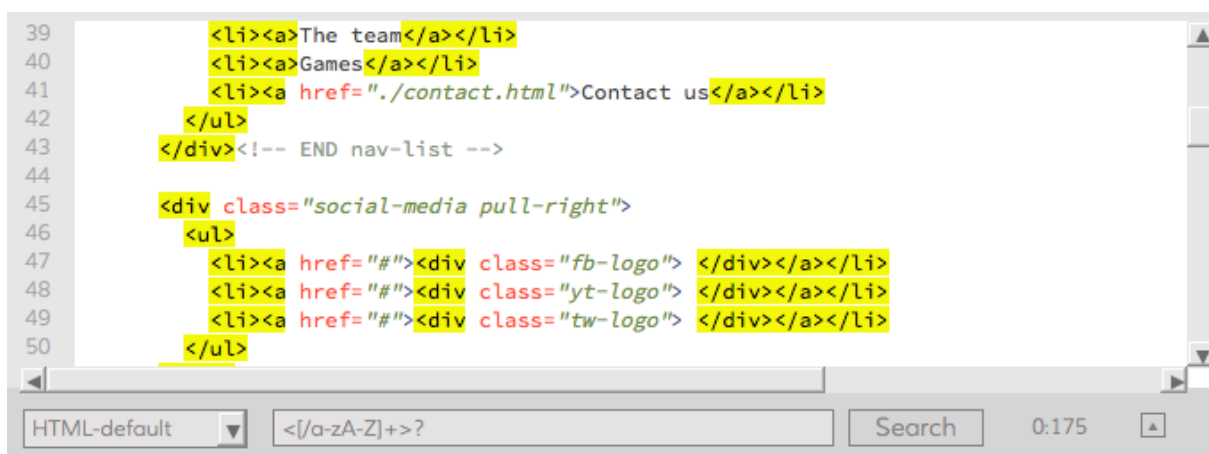 39 <li><a>The team</a></li>
40 <li><a>Games</a></li>
41 <li><a href="./contact.html">Contact us</a></li>
42 </ul>
43 </div><!-- END nav-list -->
44
45 <div class="social-media pull-right">
46 <ul>
47 <li><a href="#"><div class="fb-logo"> </div></a></li>
48 <li><a href="#"><div class="yt-logo"> </div></a></li>
49 <li><a href="#"><div class="tw-logo"> </div></a></li>
50 </ul>
HTML-default <[/a-zA-Z]+>? Search 0:175